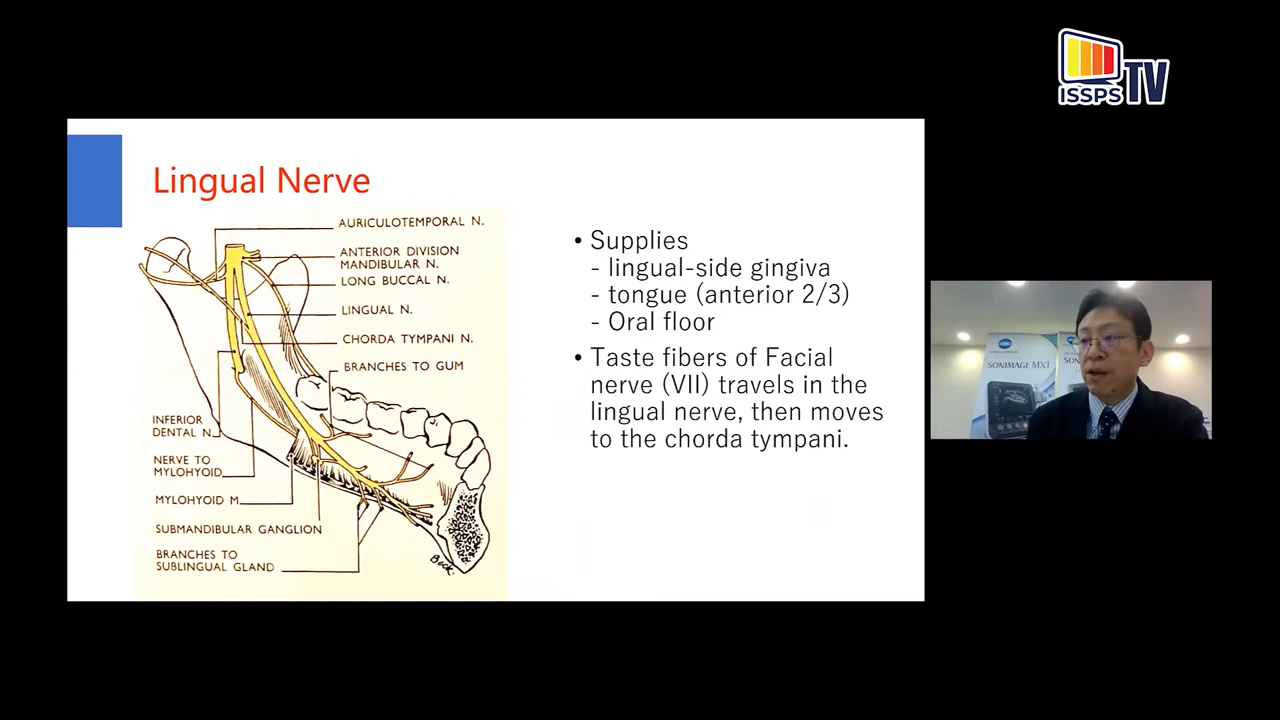 ISSPS TV
Lingual Nerve
AURICULOTEMPORAL N.
ANTERIOR DIVISION
MANDIBULAR N.
LONG BUCCAL N.
LINGUAL N.
CHORDA TYMPANI N.
BRANCHES TO GUM
INFERIOR
DENTAL N.
NERVE TO
MYLOHYOID
MYLOHYOID M.
SUBMANDIBULAR GANGLION
BRANCHES TO
SUBLINGUAL GLAND
• Supplies
- lingual-side gingiva
- tongue (anterior 2/3)
- Oral floor
• Taste fibers of Facial
nerve (VII) travels in the
lingual nerve, then moves
to the chorda tympani.
SONIMAGE MX1